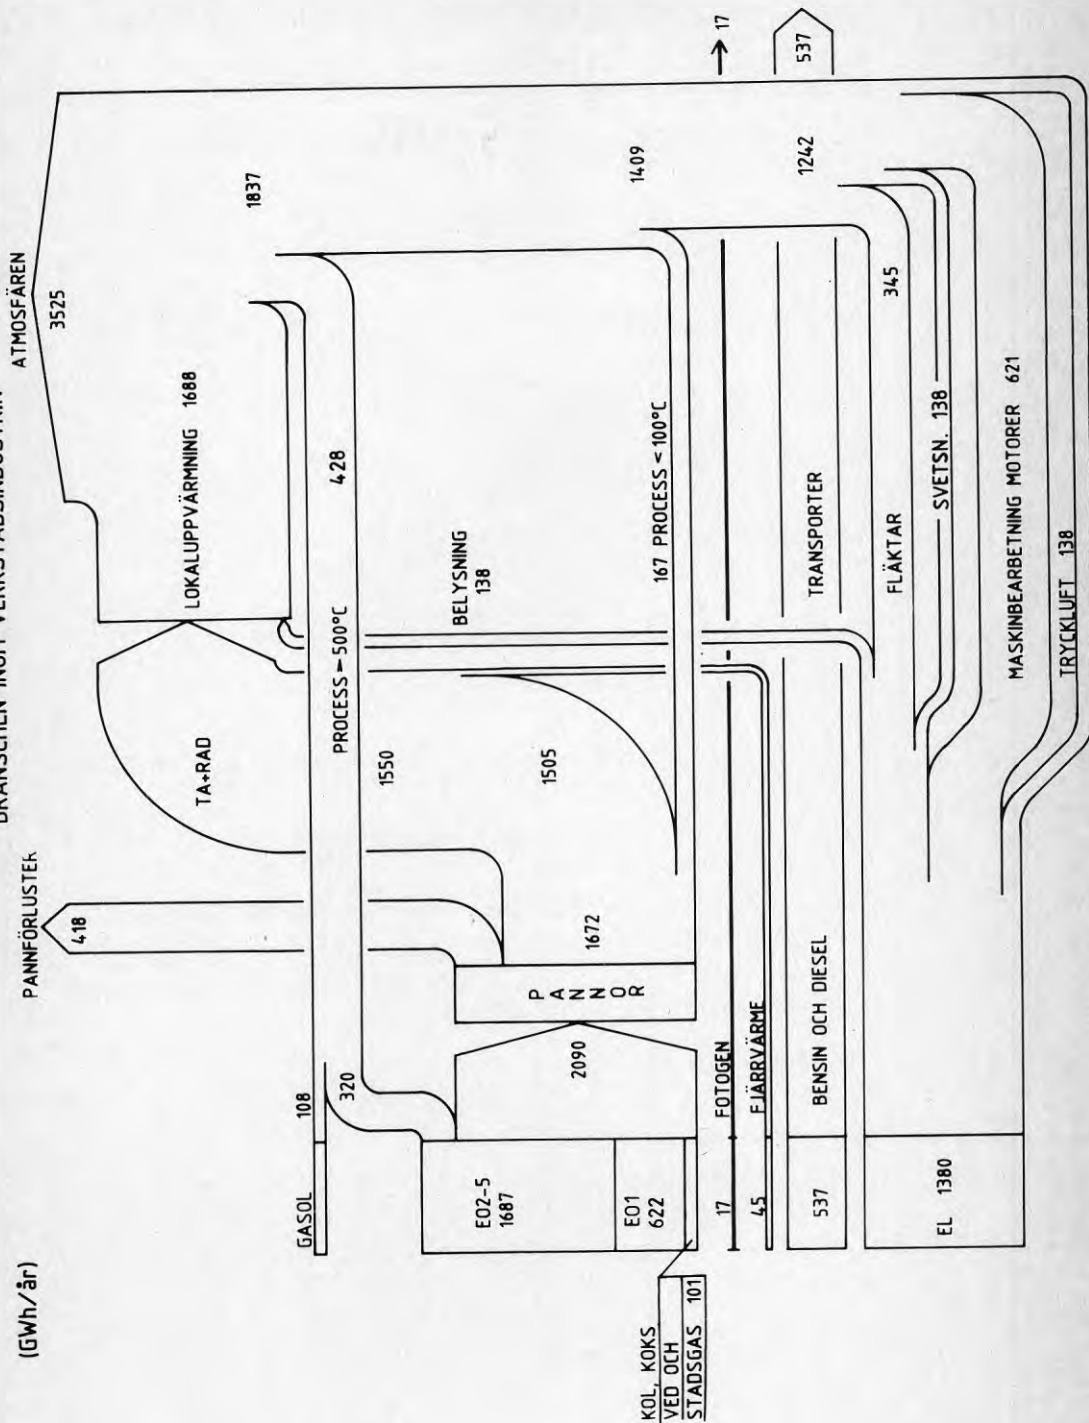 (GWh/år)
PANNFÖRLUSTER
ATMOSFÄREN
418
3525
TA+RAD
LOKALUPPVÄRMNING 1688
1837
GASOL
108
320
PROCESS > 500°C
428
1550
BELYSNING
138
1505
EO2-5
1687
2090
PANNOR
1672
EO1
622
KOL, KOKS
VED OCH
STADSGAS 101
167 PROCESS < 100°C
1409
17
FOTOGEN
17
45
FJÄRRVÄRME
537
BENSIN OCH DIESEL
TRANSPORTER
1242
537
FLÄKTAR
345
EL 1380
SVETSN. 138
MASKINBEARBETNING MOTORER 621
TRYCKLUFT 138